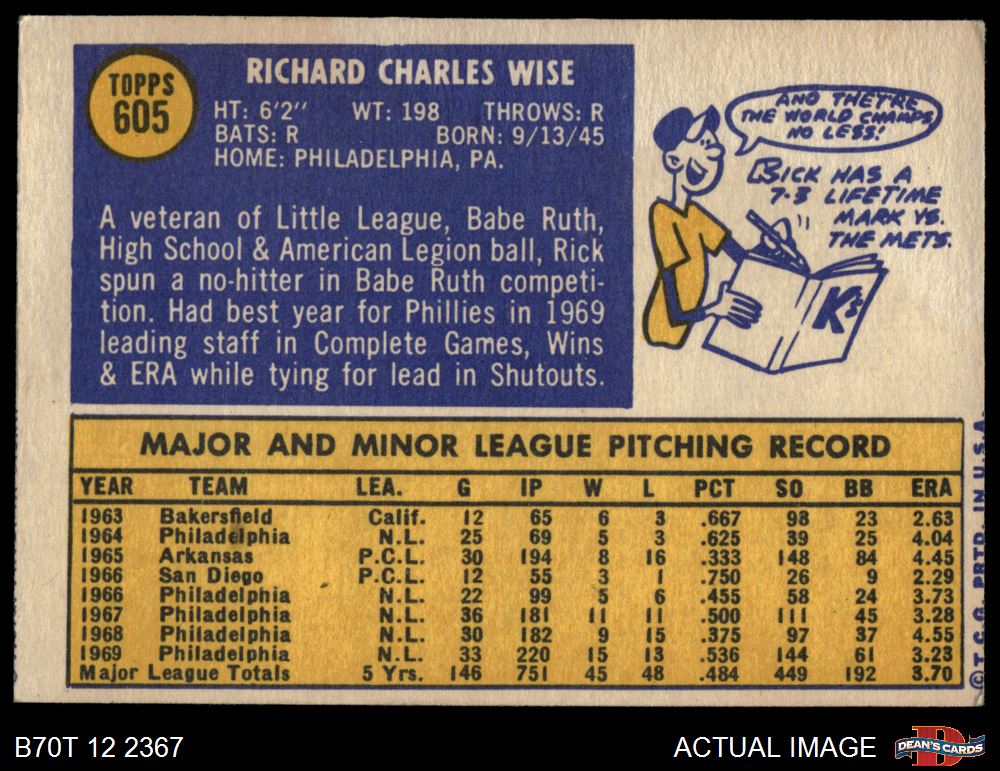 TOPPS
605
RICHARD CHARLES WISE
HT: 6'2" WT: 198 THROWS: R
BATS: R BORN: 9/13/45
HOME: PHILADELPHIA, PA.
A veteran of Little League, Babe Ruth,
High School & American Legion ball, Rick
spun a no-hitter in Babe Ruth competi-
tion. Had best year for Phillies in 1969
leading staff in Complete Games, Wins
& ERA while tying for lead in Shutouts.
AND THEY'RE
THE WORLD CHAMPS
NO LESS!
RICK HAS A
7-3 LIFETIME
MARK VS.
THE METS.
K's
MAJOR AND MINOR LEAGUE PITCHING RECORD
YEAR TEAM LEA. G IP W L PCT SO BB ERA
1963 Bakersfield Calif. 12 65 6 3 .667 98 23 2.63
1964 Philadelphia N.L. 25 69 5 3 .625 39 25 4.04
1965 Arkansas P.C.L. 30 194 8 16 .333 148 84 4.45
1966 San Diego P.C.L. 12 55 3 1 .750 26 9 2.29
1966 Philadelphia N.L. 22 99 5 6 .455 58 24 3.73
1967 Philadelphia N.L. 36 181 11 11 .500 111 45 3.28
1968 Philadelphia N.L. 30 182 9 15 .375 97 37 4.55
1969 Philadelphia N.L. 33 220 15 13 .536 144 61 3.23
Major League Totals 5 Yrs. 146 751 45 48 .484 449 192 3.70
©T.C.G. PRTD. IN U.S.A.
B70T 12 2367
ACTUAL IMAGE
DEAN'S CARDS